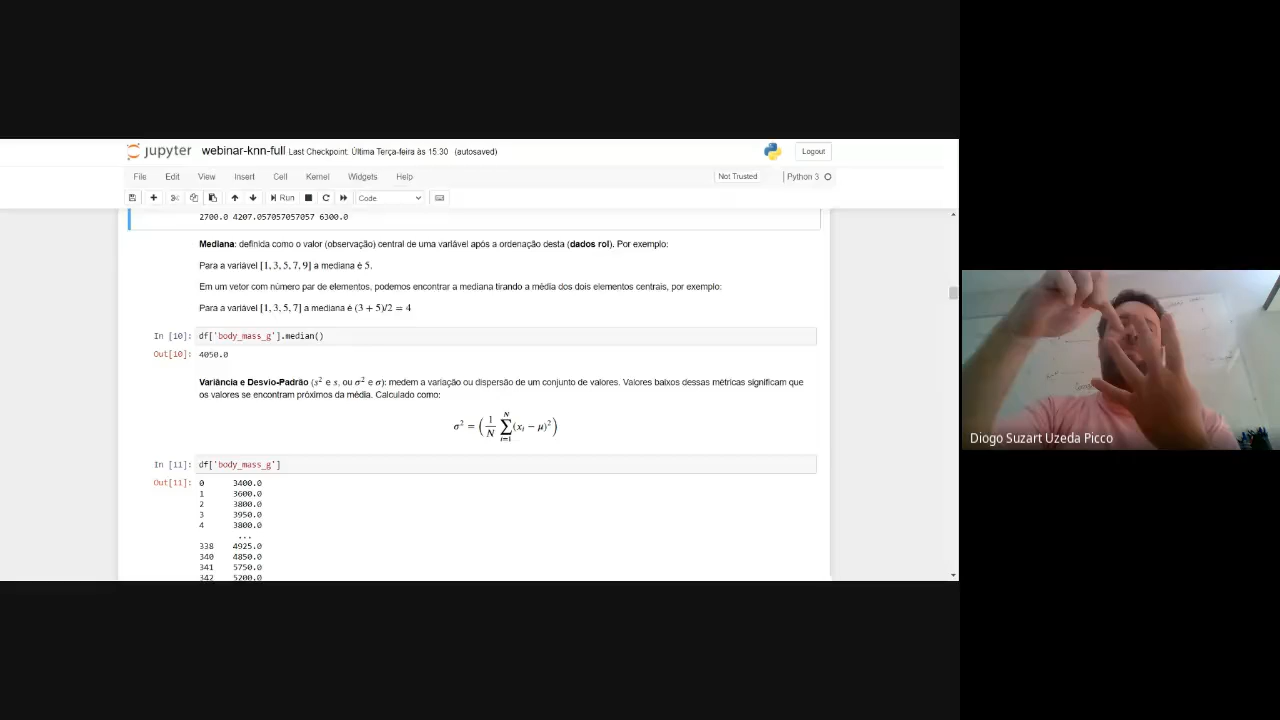 jupyter webinar-knn-full Last Checkpoint: Última Terça-feira às 15:30 (autosaved) Logout
File Edit View Insert Cell Kernel Widgets Help Not Trusted Python 3
Run Code
2700.0 4207.057057057057 6300.0
Mediana: definida como o valor (observação) central de uma variável após a ordenação desta (dados rol). Por exemplo:
Para a variável [1, 3, 5, 7, 9] a mediana é 5.
Em um vetor com número par de elementos, podemos encontrar a mediana tirando a média dos dois elementos centrais, por exemplo:
Para a variável [1, 3, 5, 7] a mediana é (3 + 5)/2 = 4
In [10]: df['body_mass_g'].median()
Out[10]: 4050.0
Variância e Desvio-Padrão (s² e s, ou σ² e σ): medem a variação ou dispersão de um conjunto de valores. Valores baixos dessas métricas significam que
os valores se encontram próximos da média. Calculado como:
σ² = (1/N ∑ᵢ₌₁ᴺ (xᵢ − μ)²)
In [11]: df['body_mass_g']
Out[11]: 0 3400.0
1 3600.0
2 3800.0
3 3950.0
4 3800.0
...
338 4925.0
340 4850.0
341 5750.0
342 5200.0
Diogo Suzart Uzeda Picco